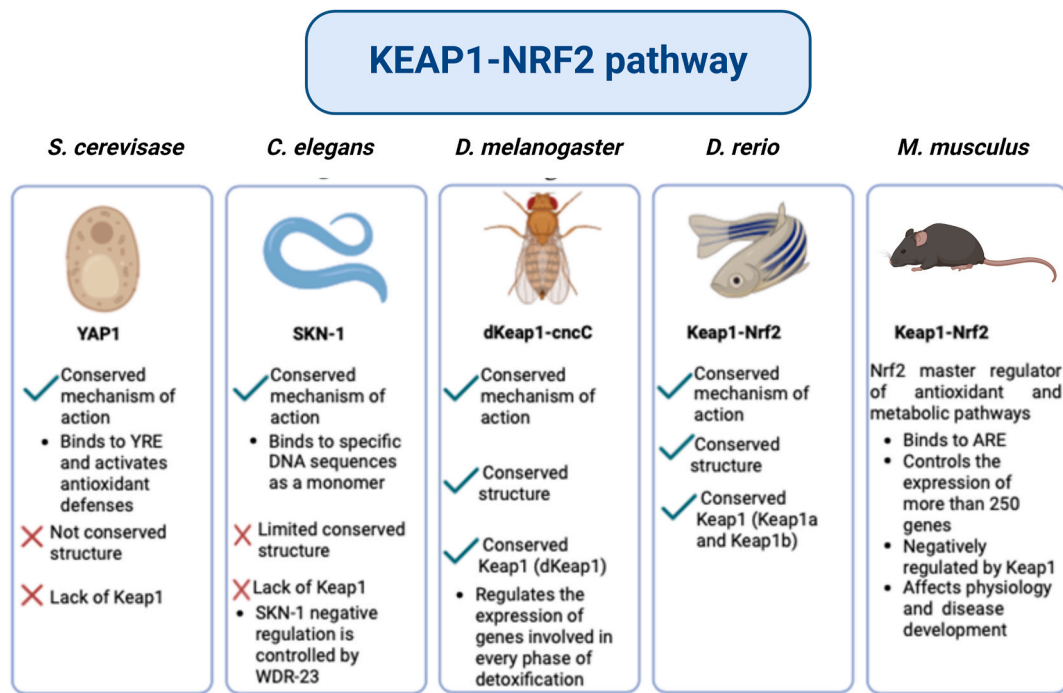 KEAP1-NRF2 pathway
S. cerevisase
C. elegans
D. melanogaster
D. rerio
M. musculus
YAP1
Conserved
mechanism of
action
• Binds to YRE
and activates
antioxidant
defenses
Not conserved
structure
Lack of Keap1
SKN-1
Conserved
mechanism of
action
• Binds to specific
DNA sequences
as a monomer
Limited conserved
structure
Lack of Keap1
• SKN-1 negative
regulation is
controlled by
WDR-23
dKeap1-cncC
Conserved
mechanism of
action
Conserved
structure
Conserved
Keap1 (dKeap1)
• Regulates the
expression of
genes involved in
every phase of
detoxification
Keap1-Nrf2
Conserved
mechanism of
action
Conserved
structure
Conserved
Keap1 (Keap1a
and Keap1b)
Keap1-Nrf2
Nrf2 master regulator
of antioxidant and
metabolic pathways
• Binds to ARE
• Controls the
expression of
more than 250
genes
• Negatively
regulated by Keap1
• Affects physiology
and disease
development